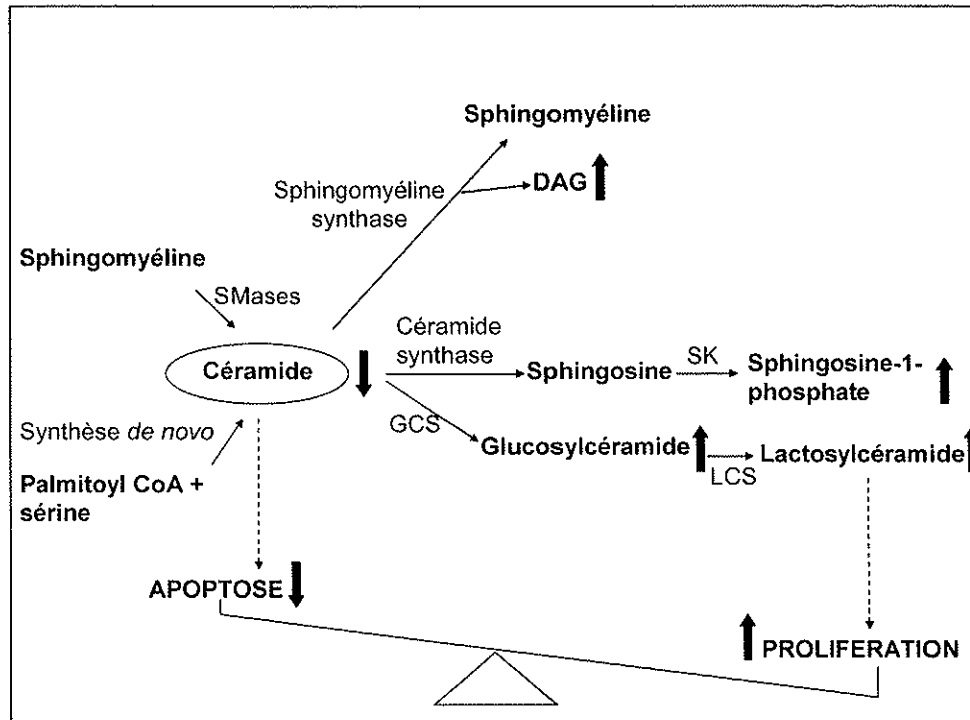 Sphingomyéline
DAG
Sphingomyéline
synthase
Sphingomyéline
SMases
Céramide
synthase
Céramide
Sphingosine
SK
Sphingosine-1-
phosphate
GCS
Synthèse de novo
Glucosylcéramide
LCS
Lactosylcéramide
Palmitoyl CoA +
sérine
APOPTOSE
PROLIFERATION